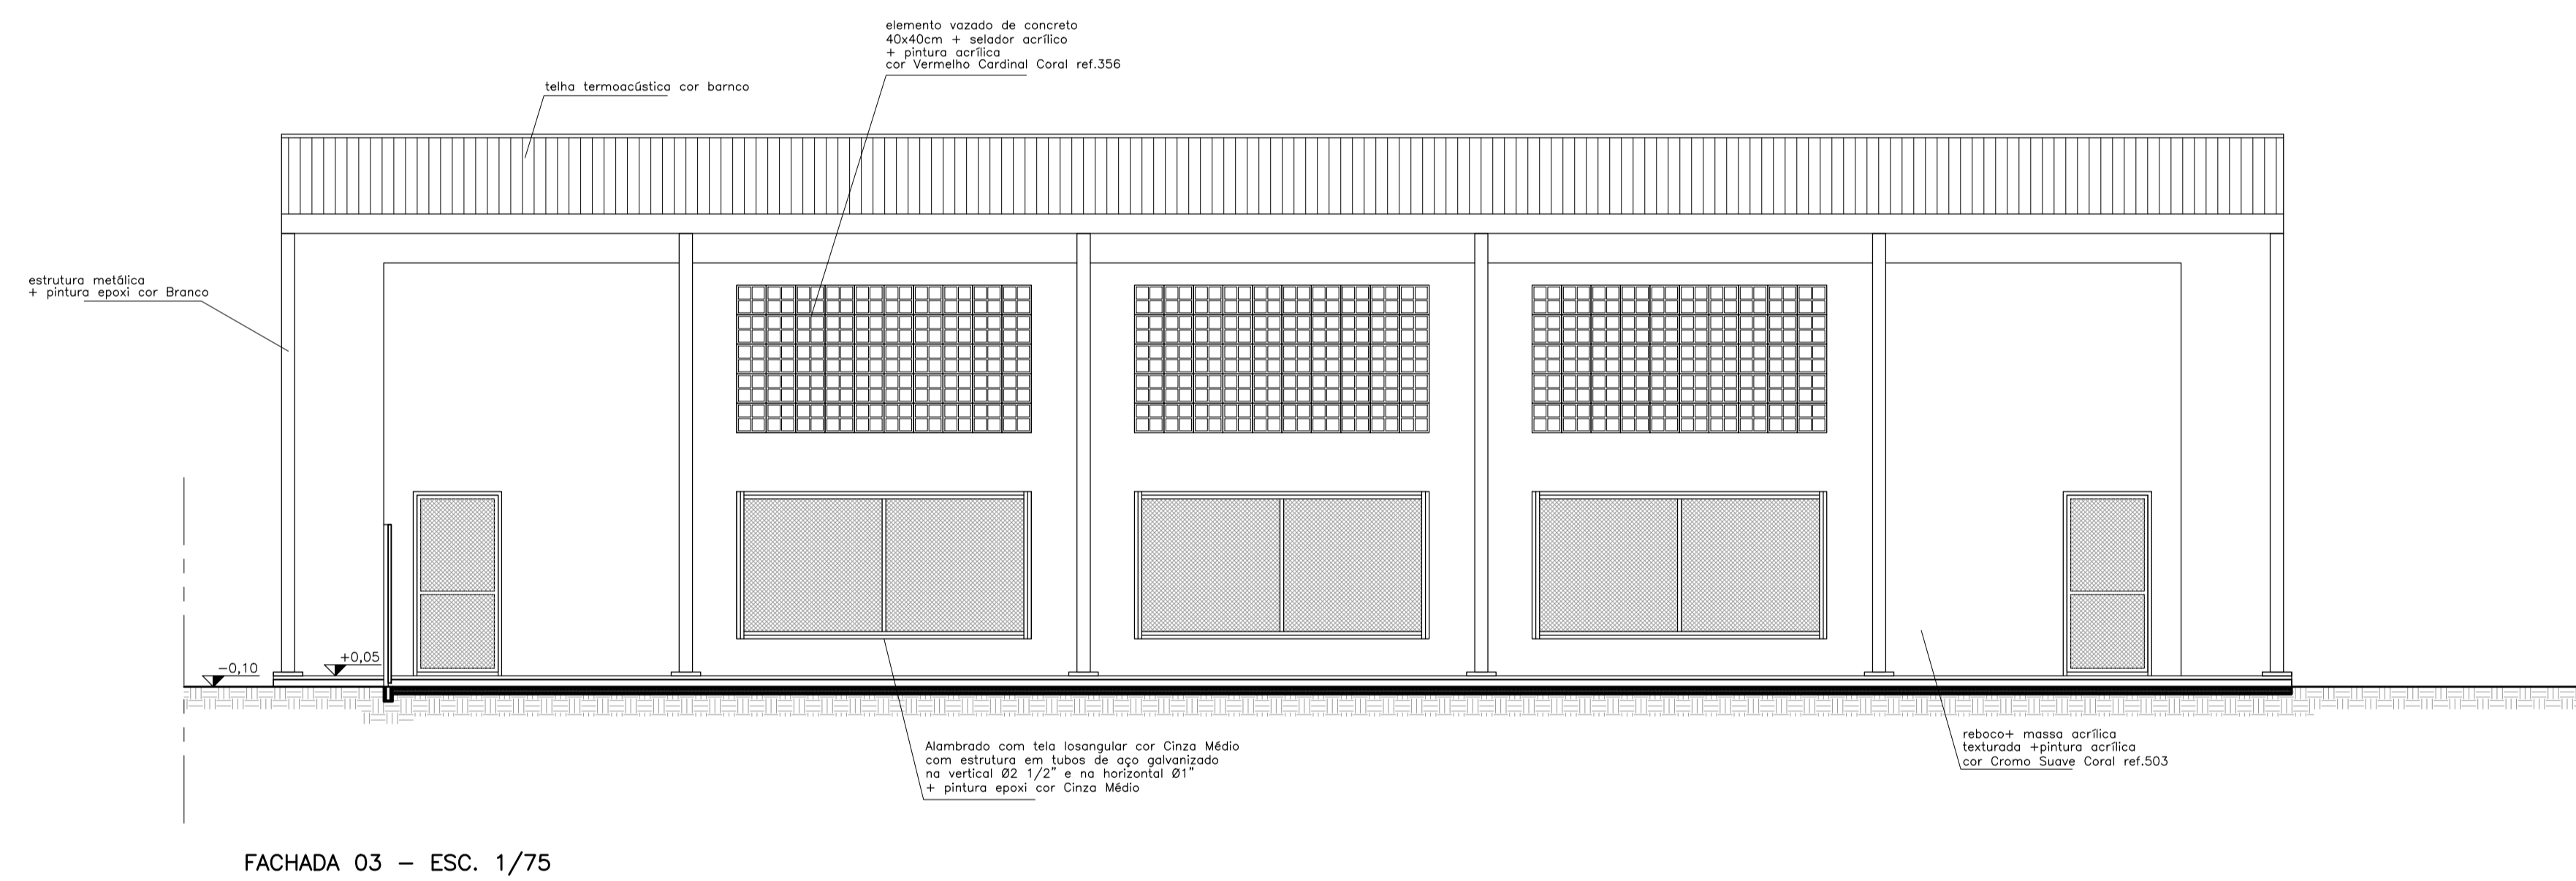 elemento vazado de concreto
40x40cm + selador acrílico
+ pintura acrílica
cor Vermelho Cardinal Coral ref.356
telha termoacústica cor barnco
estrutura metálica
+ pintura epoxi cor Branco
-0,10
+0,05
Alambrado com tela losangular cor Cinza Médio
com estrutura em tubos de aço galvanizado
na vertical Ø2 1/2" e na horizontal Ø1"
+ pintura epoxi cor Cinza Médio
reboco+ massa acrílica
texturada +pintura acrílica
cor Cromo Suave Coral ref.503
FACHADA 03 - ESC. 1/75